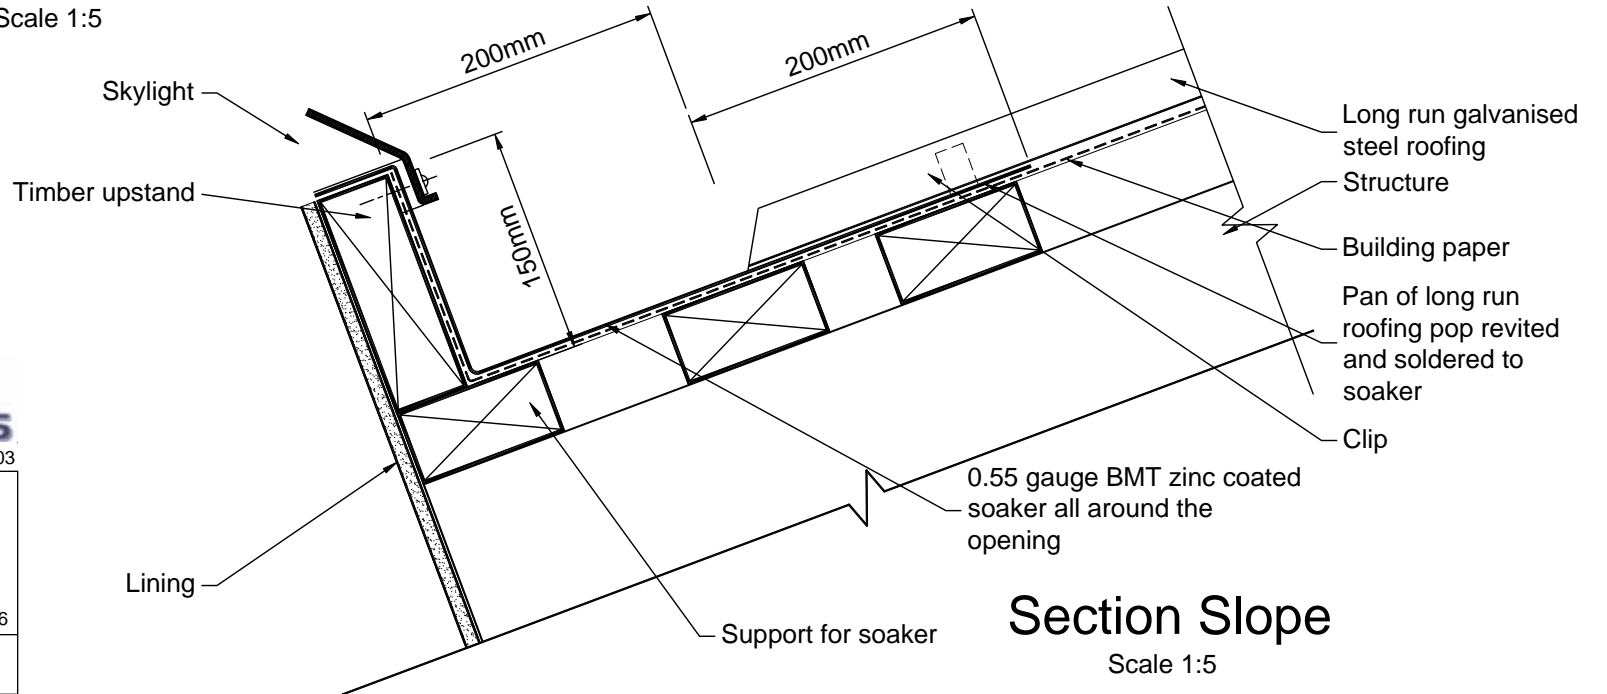 Scale 1:5
200mm
200mm
Skylight
Long run galvanised
steel roofing
Structure
Timber upstand
150mm
Building paper
Pan of long run
roofing pop revited
and soldered to
soaker
Clip
03
0.55 gauge BMT zinc coated
soaker all around the
opening
Lining
6
Support for soaker
Section Slope
Scale 1:5